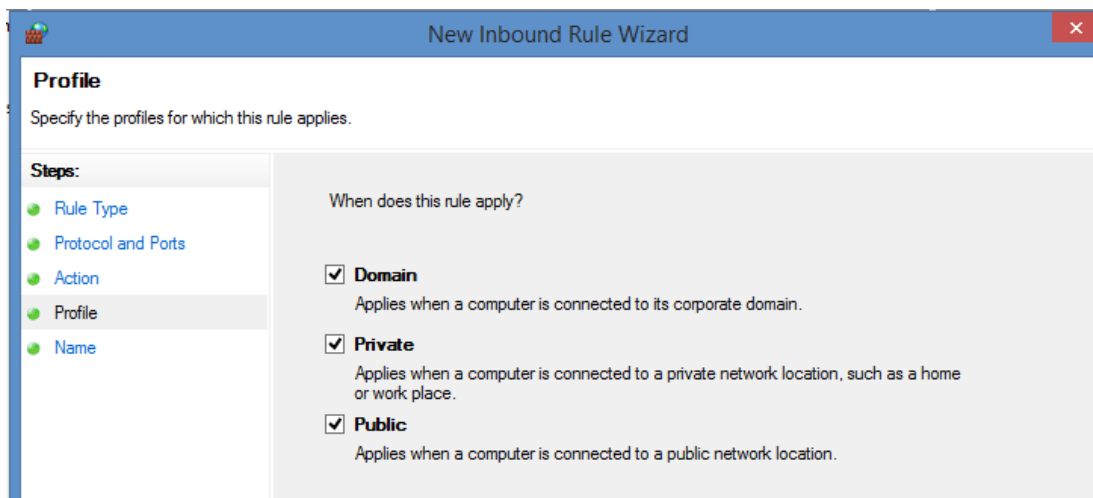 New Inbound Rule Wizard
Profile
Specify the profiles for which this rule applies.
Steps:
Rule Type
Protocol and Ports
Action
Profile
Name
When does this rule apply?
Domain
Applies when a computer is connected to its corporate domain.
Private
Applies when a computer is connected to a private network location, such as a home
or work place.
Public
Applies when a computer is connected to a public network location.